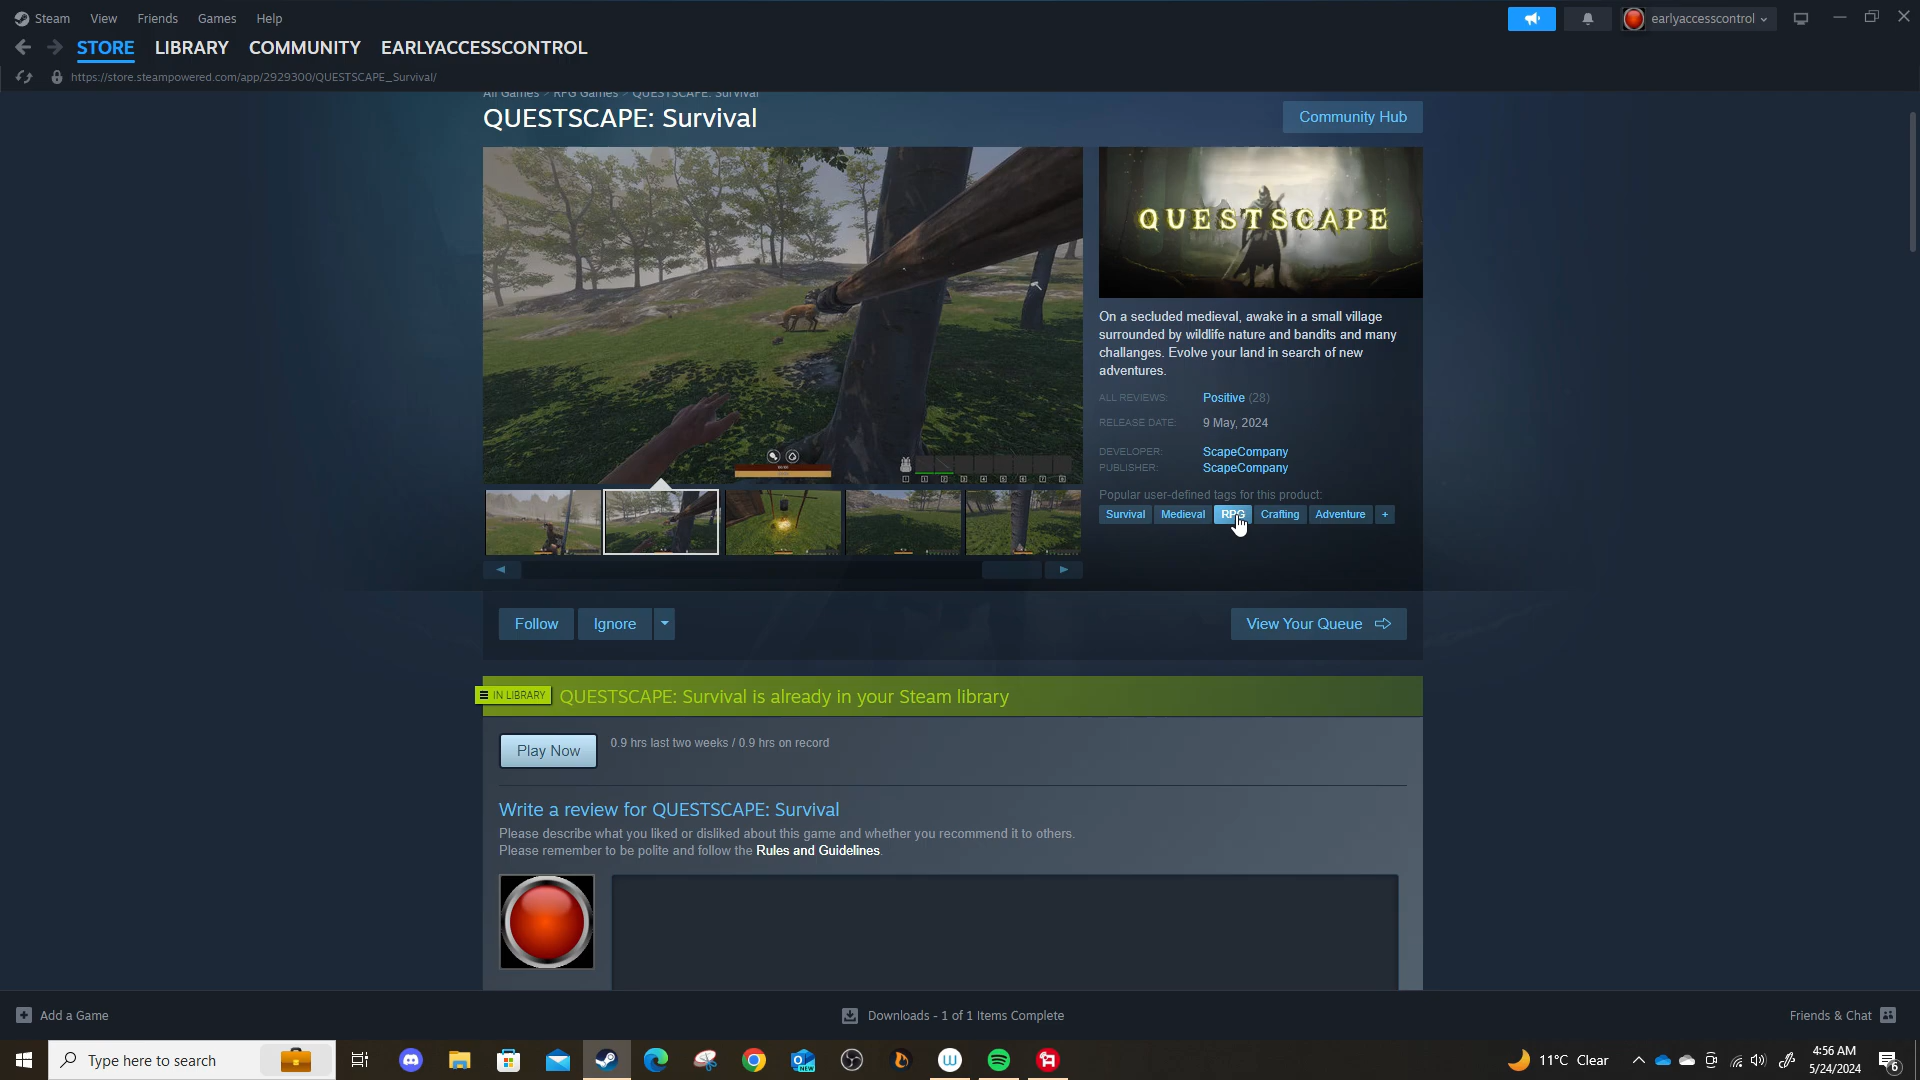 Steam View Friends Games Help
earlyaccesscontrol
STORE LIBRARY COMMUNITY EARLYACCESSCONTROL
https://store.steampowered.com/app/2929300/QUESTSCAPE_Survival/
All Games > RPG Games > QUESTSCAPE: Survival
QUESTSCAPE: Survival
Community Hub
QUESTSCAPE
On a secluded medieval, awake in a small village
surrounded by wildlife nature and bandits and many
challanges. Evolve your land in search of new
adventures.
ALL REVIEWS: Positive (28)
RELEASE DATE: 9 May, 2024
DEVELOPER: ScapeCompany
PUBLISHER: ScapeCompany
Popular user-defined tags for this product:
Survival Medieval RPG Crafting Adventure +
Follow Ignore View Your Queue
IN LIBRARY QUESTSCAPE: Survival is already in your Steam library
Play Now 0.9 hrs last two weeks / 0.9 hrs on record
Write a review for QUESTSCAPE: Survival
Please describe what you liked or disliked about this game and whether you recommend it to others.
Please remember to be polite and follow the Rules and Guidelines.
Add a Game Downloads - 1 of 1 Items Complete Friends & Chat
Type here to search
NEW
11°C Clear
4:56 AM
5/24/2024
6